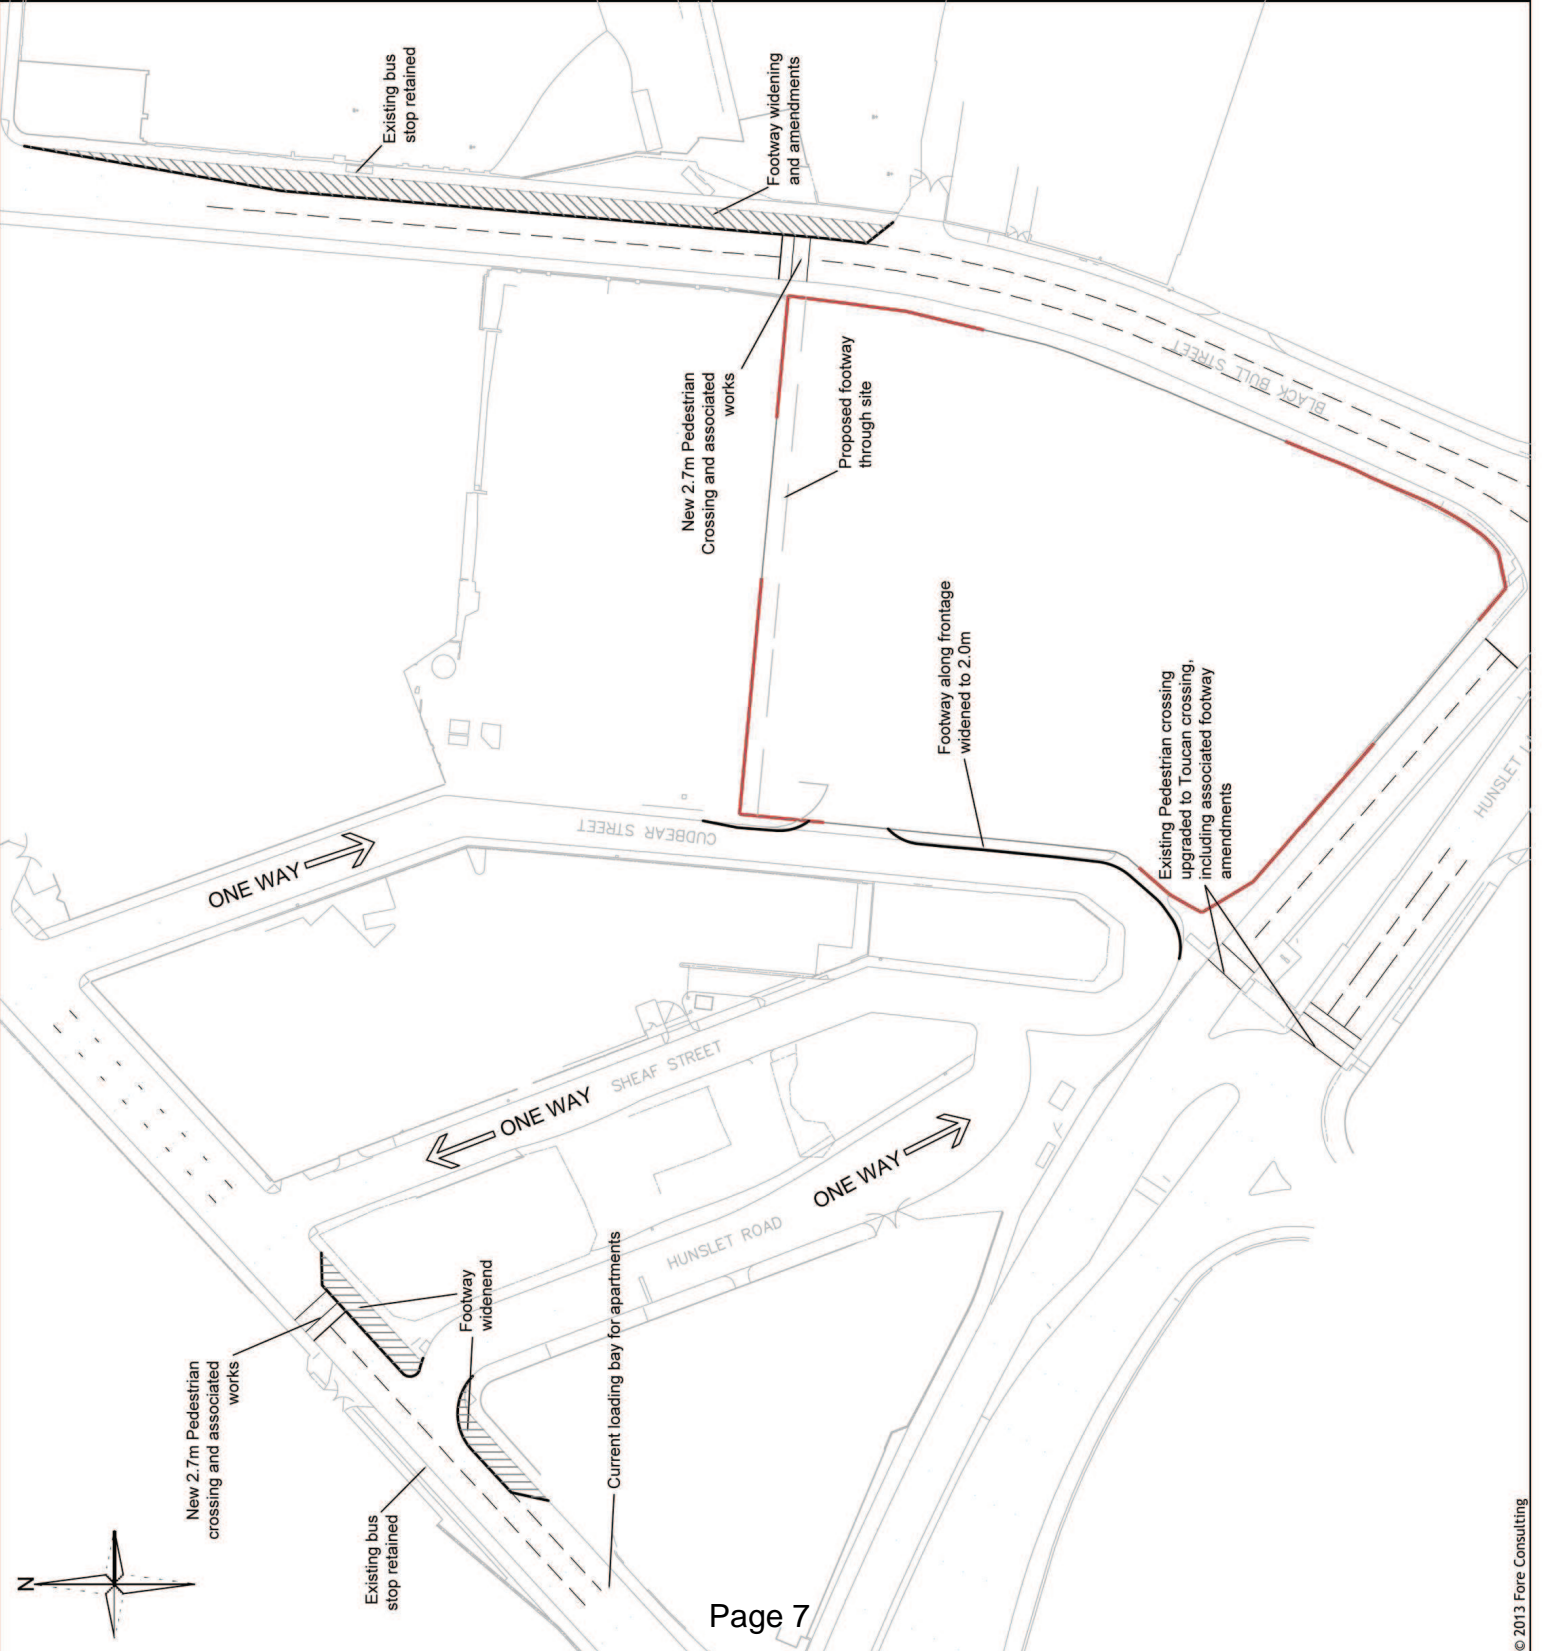 Existing bus
stop retained
Footway widening
and amendments
New 2.7m Pedestrian
Crossing and associated
works
Proposed footway
through site
BLACK BULL STREET
Footway along frontage
widened to 2.0m
Existing Pedestrian crossing
upgraded to Toucan crossing,
including associated footway
amendments
HUNSLET
CUDBEAR STREET
ONE WAY
ONE WAY
SHEAF STREET
ONE WAY
HUNSLET ROAD
Footway
widenend
Current loading bay for apartments
New 2.7m Pedestrian
crossing and associated
works
Existing bus
stop retained
N
Page 7
© 2013 Fore Consulting